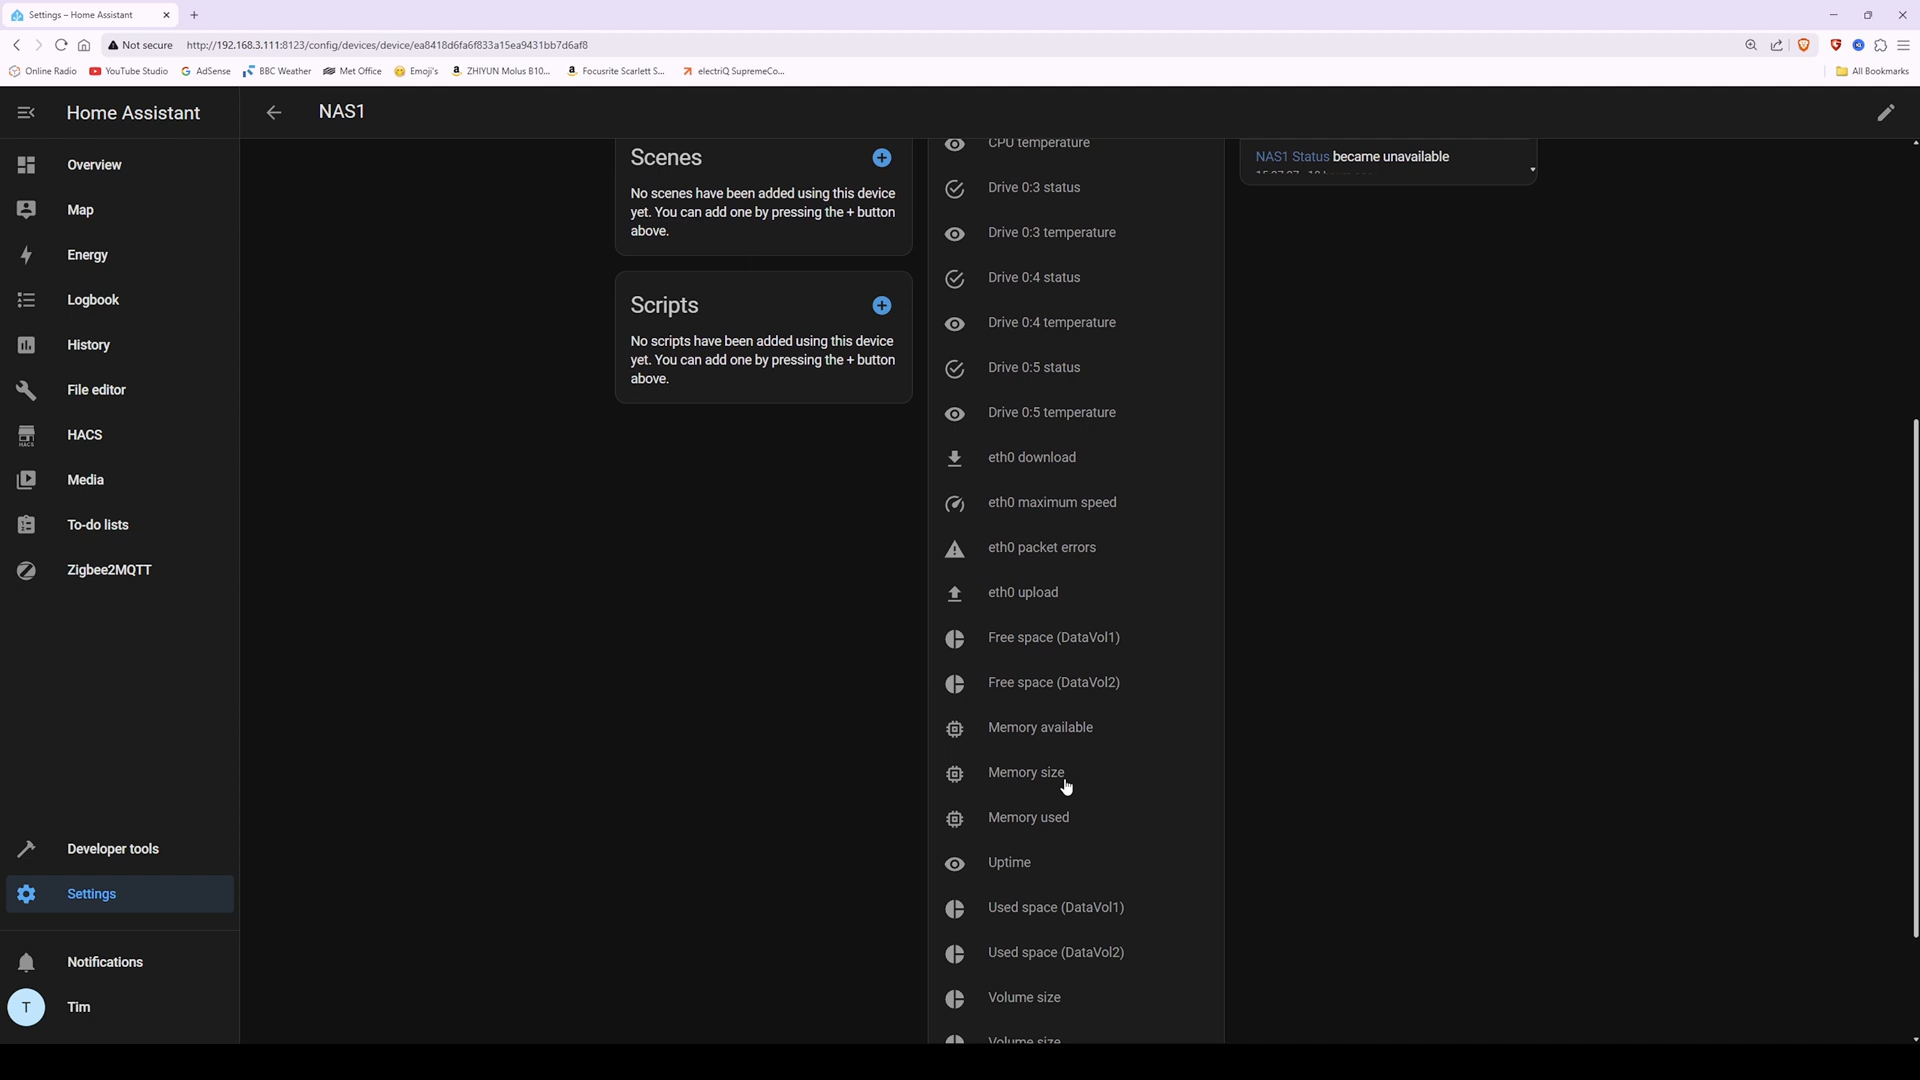 Settings – Home Assistant
Not secure
http://192.168.3.111:8123/config/devices/device/ea8418d6fa6f833a15ea9431bb7d6af8
Online Radio
YouTube Studio
AdSense
BBC Weather
Met Office
Emoji's
ZHIYUN Molus B10...
Focusrite Scarlett S...
electriQ SupremeCo...
All Bookmarks
Home Assistant
NAS1
Overview
Map
Energy
Logbook
History
File editor
HACS
Media
To-do lists
Zigbee2MQTT
Developer tools
Settings
Notifications
T
Tim
Scenes
No scenes have been added using this device
yet. You can add one by pressing the + button
above.
Scripts
No scripts have been added using this device
yet. You can add one by pressing the + button
above.
CPU temperature
Drive 0:3 status
Drive 0:3 temperature
Drive 0:4 status
Drive 0:4 temperature
Drive 0:5 status
Drive 0:5 temperature
eth0 download
eth0 maximum speed
eth0 packet errors
eth0 upload
Free space (DataVol1)
Free space (DataVol2)
Memory available
Memory size
Memory used
Uptime
Used space (DataVol1)
Used space (DataVol2)
Volume size
Volume size
NAS1 Status became unavailable